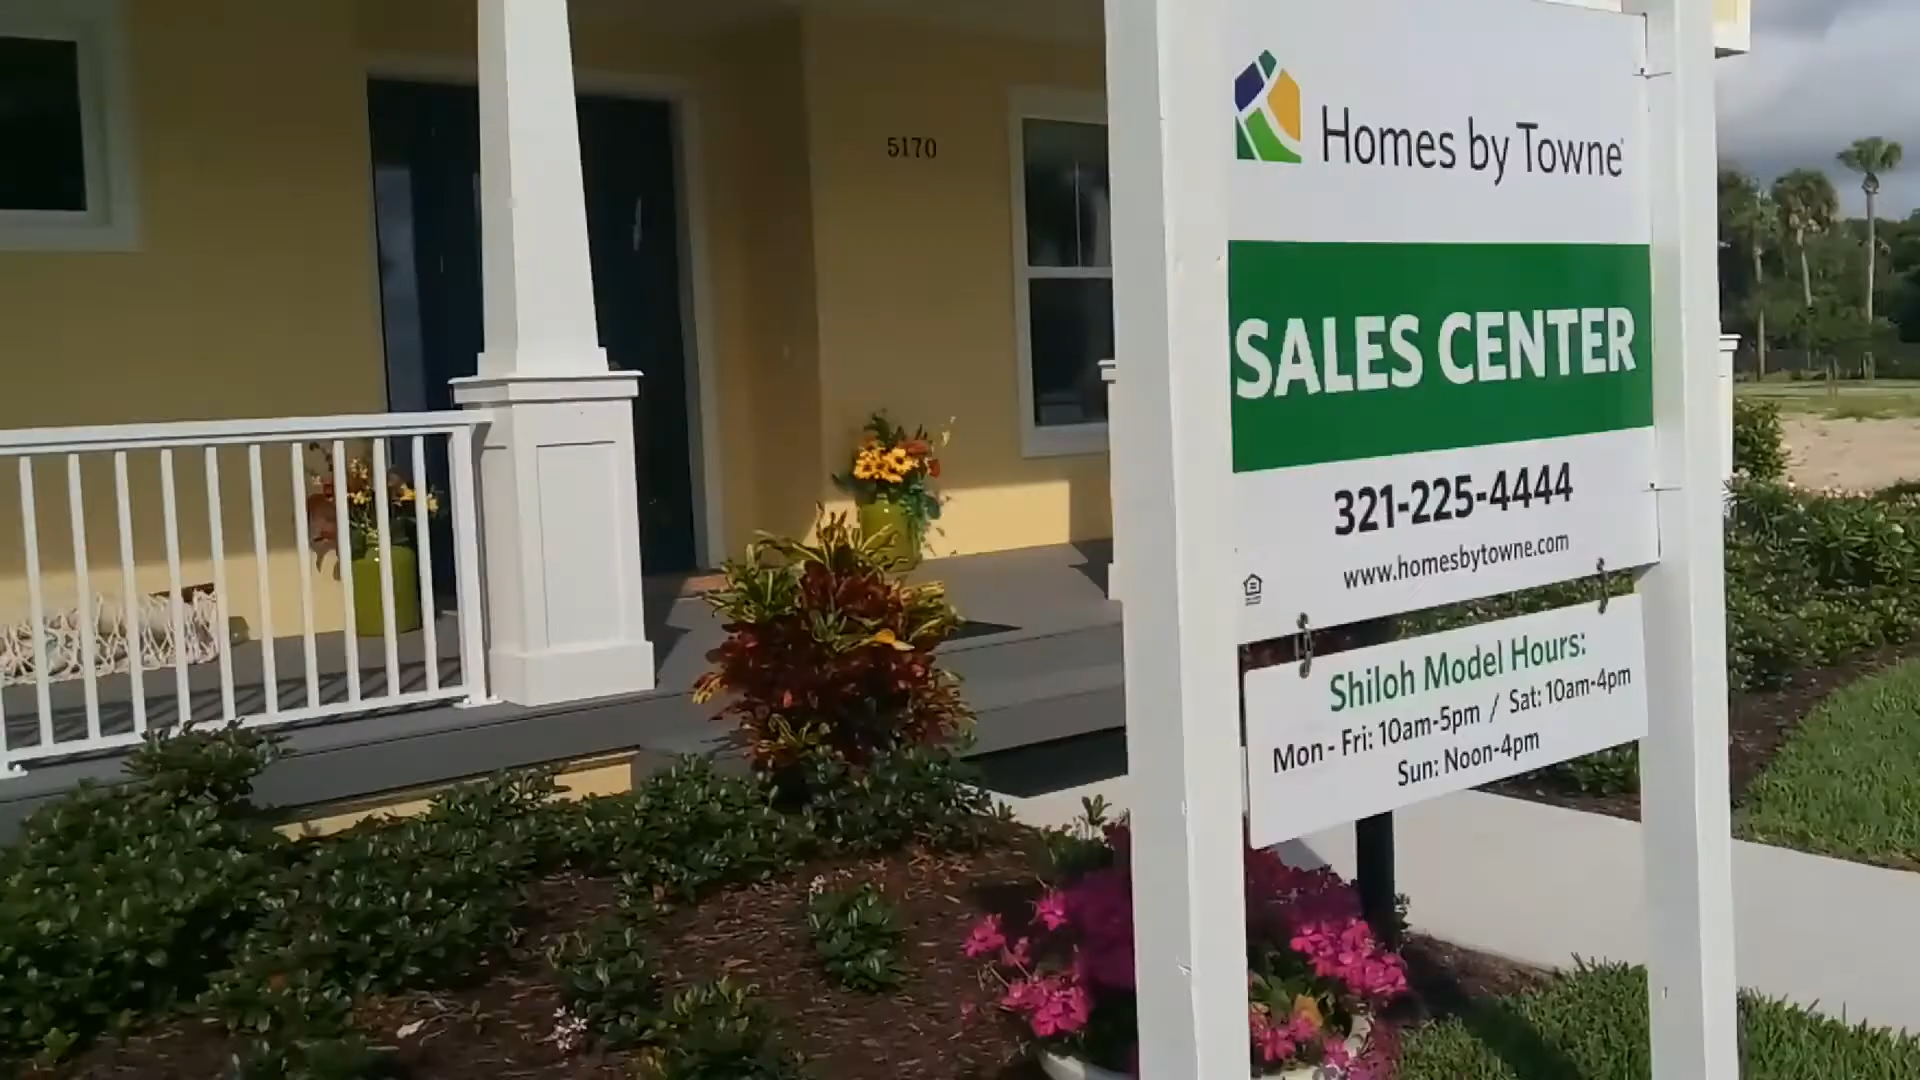 5170
Homes by Towne
SALES CENTER
321-225-4444
www.homesbytowne.com
Shiloh Model Hours:
Mon - Fri: 10am-5pm / Sat: 10am-4pm
Sun: Noon-4pm